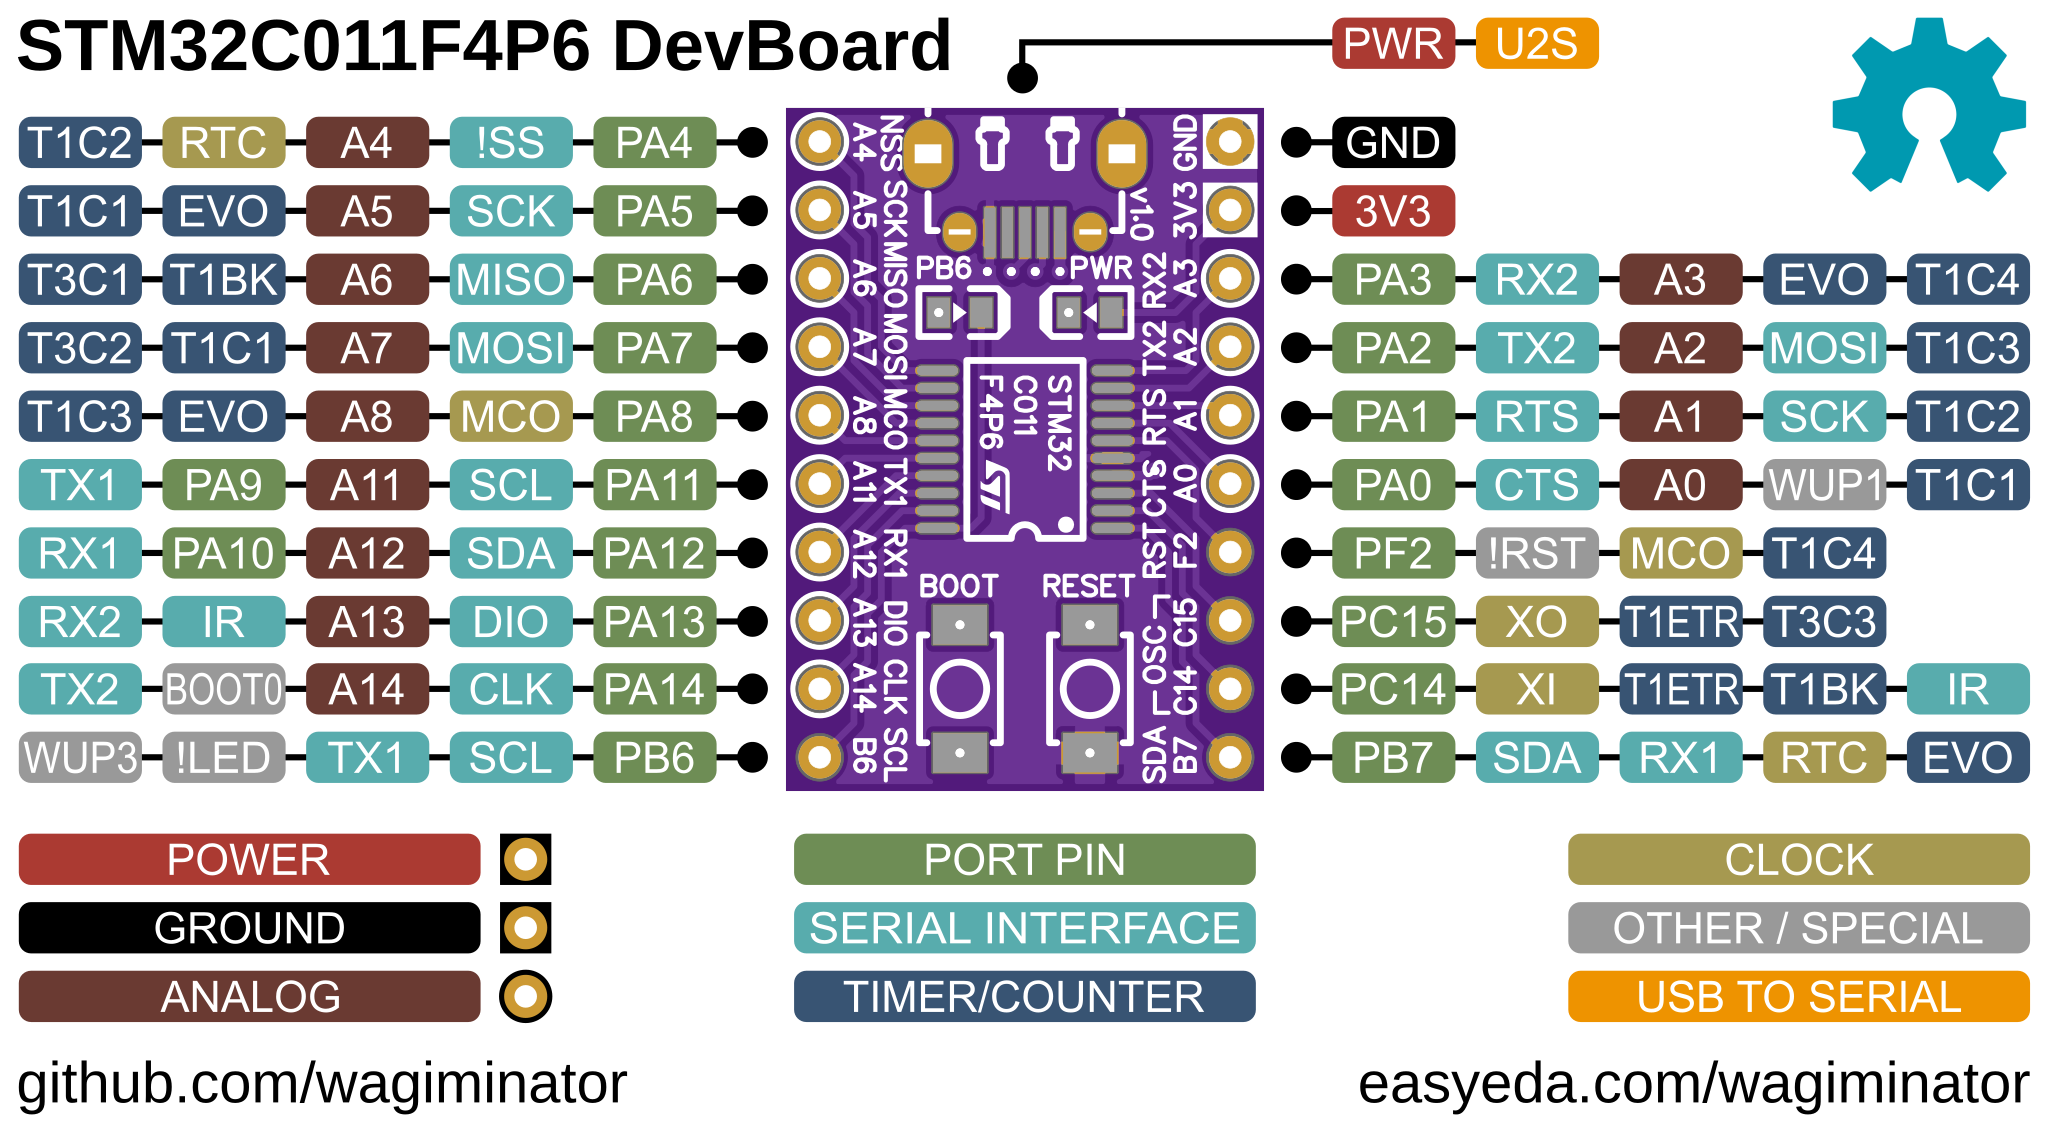 STM32C011F4P6 DevBoard
PWR U2S
T1C2 RTC A4 !SS PA4
T1C1 EVO A5 SCK PA5
T3C1 T1BK A6 MISO PA6
T3C2 T1C1 A7 MOSI PA7
T1C3 EVO A8 MCO PA8
TX1 PA9 A11 SCL PA11
RX1 PA10 A12 SDA PA12
RX2 IR A13 DIO PA13
TX2 BOOT0 A14 CLK PA14
WUP3 !LED TX1 SCL PB6
A4 A5 A6 A7 A8 A11 A12 A13 A14 B6
NSS SCK MISO MOSI MCO TX1 RX1 DIO CLK SCL
PB6 PWR
v1.0
STM32
C011
F4P6
ST
BOOT RESET
RX2 TX2 RTS CTS RST OSC SDA
GND 3V3 A3 A2 A1 A0 F2 C15 C14 B7
GND
3V3
PA3 RX2 A3 EVO T1C4
PA2 TX2 A2 MOSI T1C3
PA1 RTS A1 SCK T1C2
PA0 CTS A0 WUP1 T1C1
PF2 !RST MCO T1C4
PC15 XO T1ETR T3C3
PC14 XI T1ETR T1BK IR
PB7 SDA RX1 RTC EVO
POWER
GROUND
ANALOG
PORT PIN
SERIAL INTERFACE
TIMER/COUNTER
CLOCK
OTHER / SPECIAL
USB TO SERIAL
github.com/wagiminator
easyeda.com/wagiminator